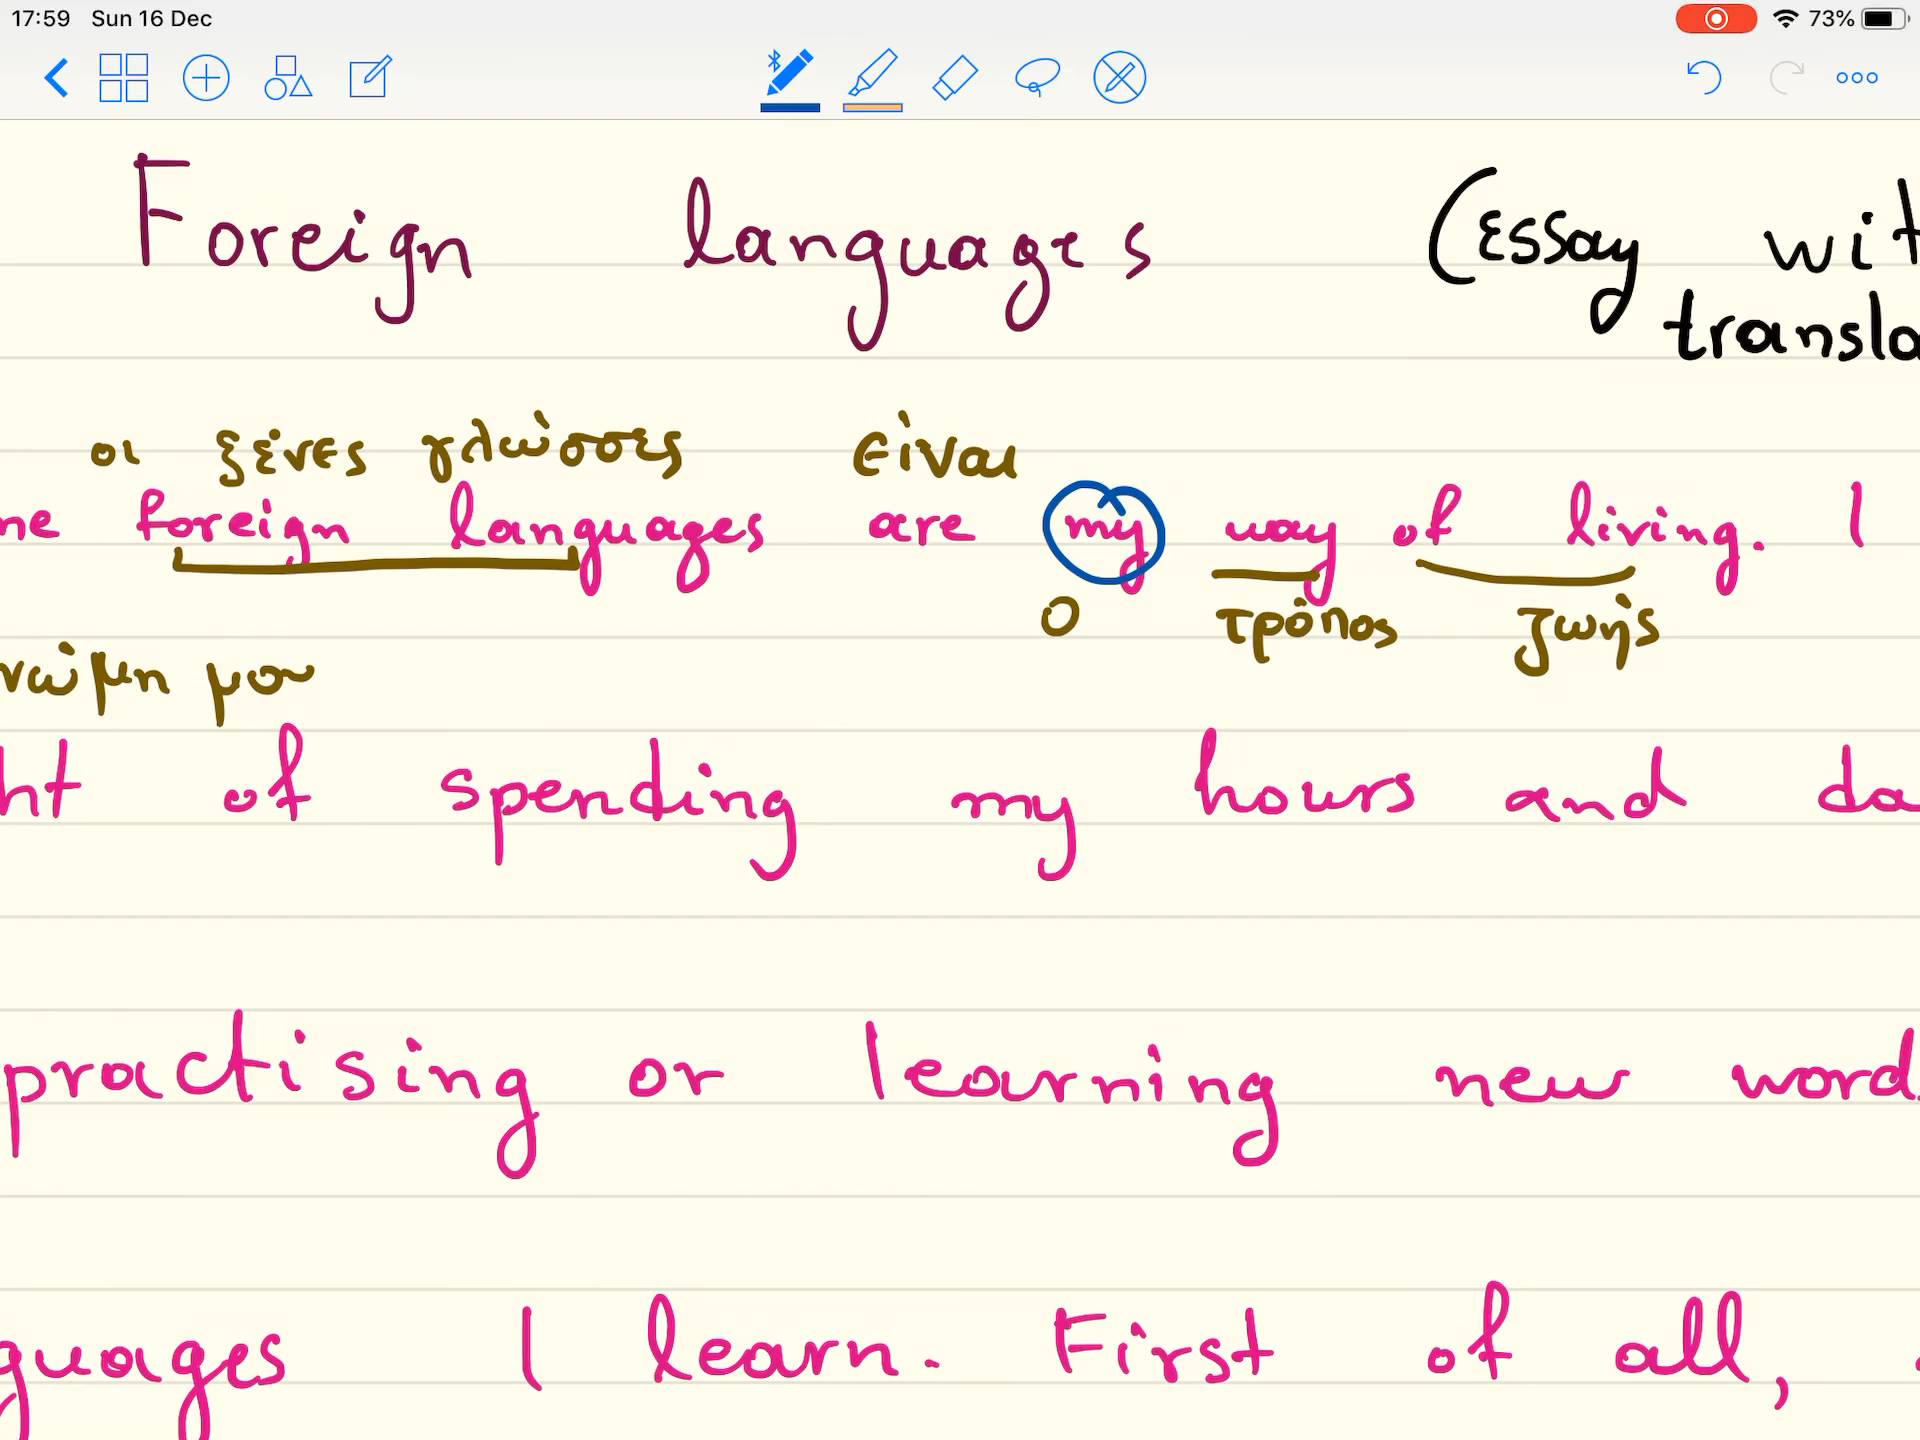 17:59 Sun 16 Dec 73%
Foreign languages (Essay wit
transla
οι ξένες γλώσσες είναι
me foreign languages are my way of living. I
ο τρόπος ζωής
νώμη μου
ht of spending my hours and da
practising or learning new word
guages I learn. First of all,